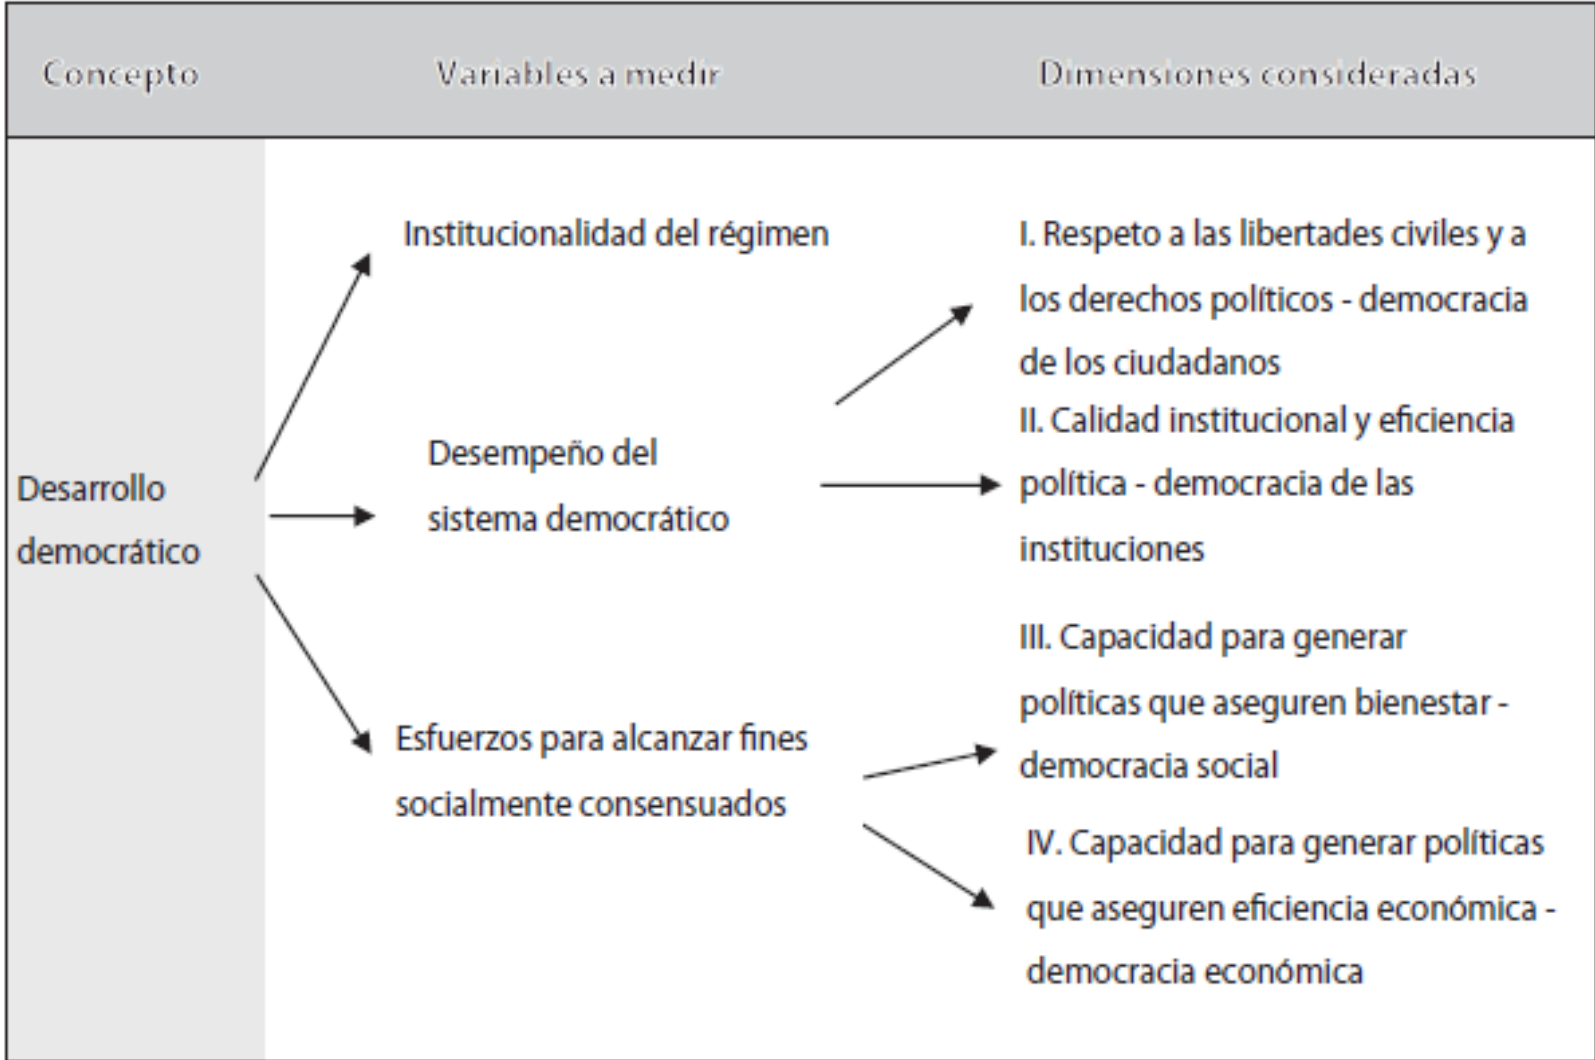 Concepto
Variables a medir
Dimensiones consideradas
Desarrollo
democrático
Institucionalidad del régimen
Desempeño del
sistema democrático
Esfuerzos para alcanzar fines
socialmente consensuados
I. Respeto a las libertades civiles y a
los derechos políticos - democracia
de los ciudadanos
II. Calidad institucional y eficiencia
política - democracia de las
instituciones
III. Capacidad para generar
políticas que aseguren bienestar -
democracia social
IV. Capacidad para generar políticas
que aseguren eficiencia económica -
democracia económica